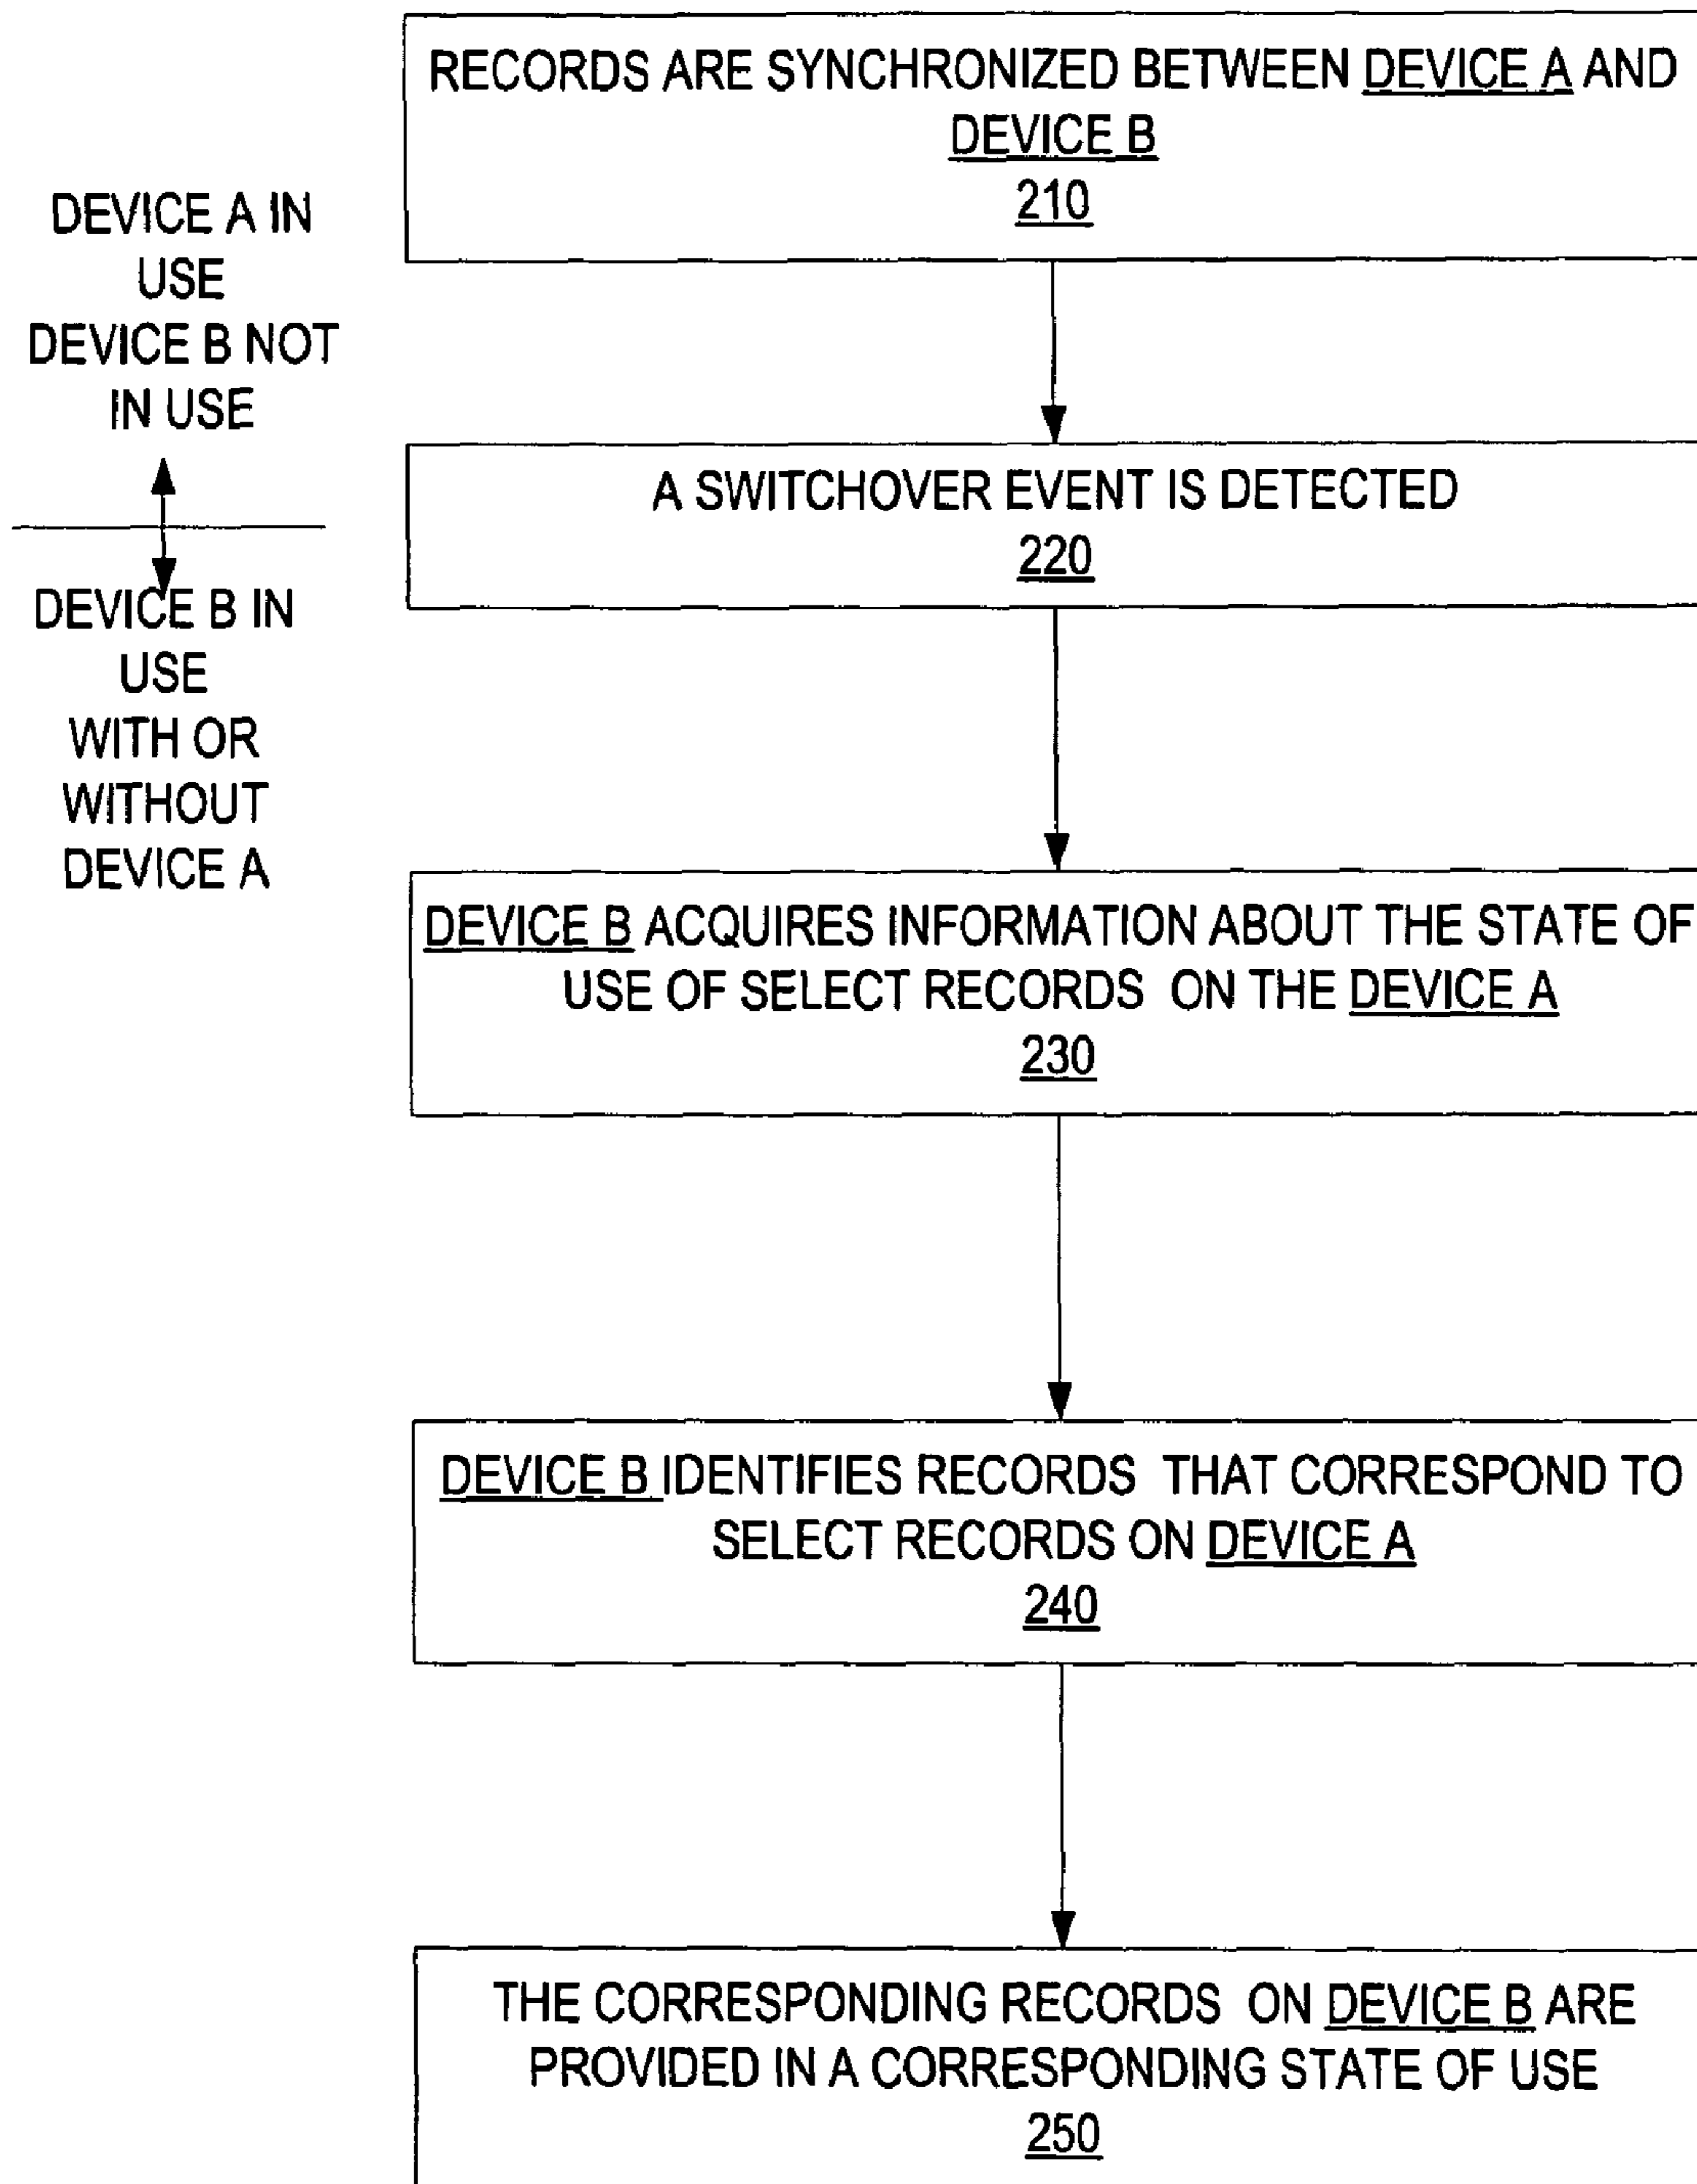 RECORDS ARE SYNCHRONIZED BETWEEN DEVICE A AND
DEVICE B
210
DEVICE A IN
USE
DEVICE B NOT
IN USE
A SWITCHOVER EVENT IS DETECTED
220
DEVICE B IN
USE
WITH OR
WITHOUT
DEVICE A
DEVICE B ACQUIRES INFORMATION ABOUT THE STATE OF
USE OF SELECT RECORDS ON THE DEVICE A
230
DEVICE B IDENTIFIES RECORDS THAT CORRESPOND TO
SELECT RECORDS ON DEVICE A
240
THE CORRESPONDING RECORDS ON DEVICE B ARE
PROVIDED IN A CORRESPONDING STATE OF USE
250